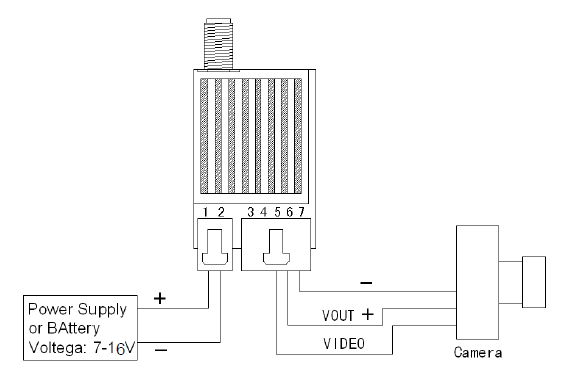 1 2 3 4 5 6 7
−
+
VOUT +
Power Supply
or BAttery
Voltega: 7-16V
−
VIDEO
Camera